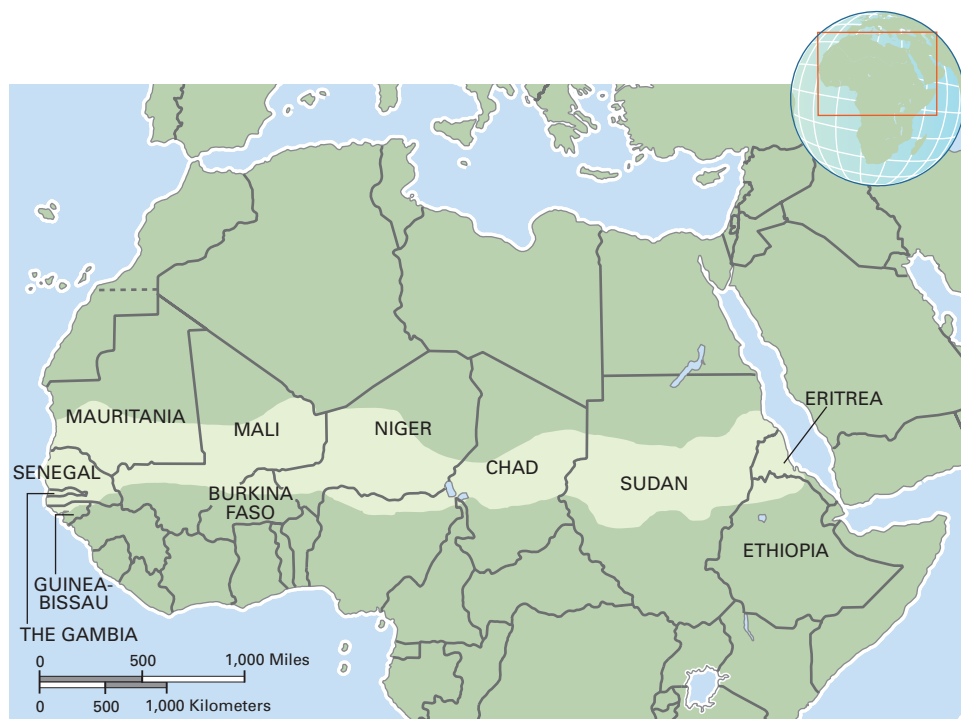 ERITREA
MAURITANIA
MALI
NIGER
CHAD
SENEGAL
SUDAN
BURKINA
FASO
ETHIOPIA
GUINEA-
BISSAU
THE GAMBIA
0 500 1,000 Miles
0 500 1,000 Kilometers